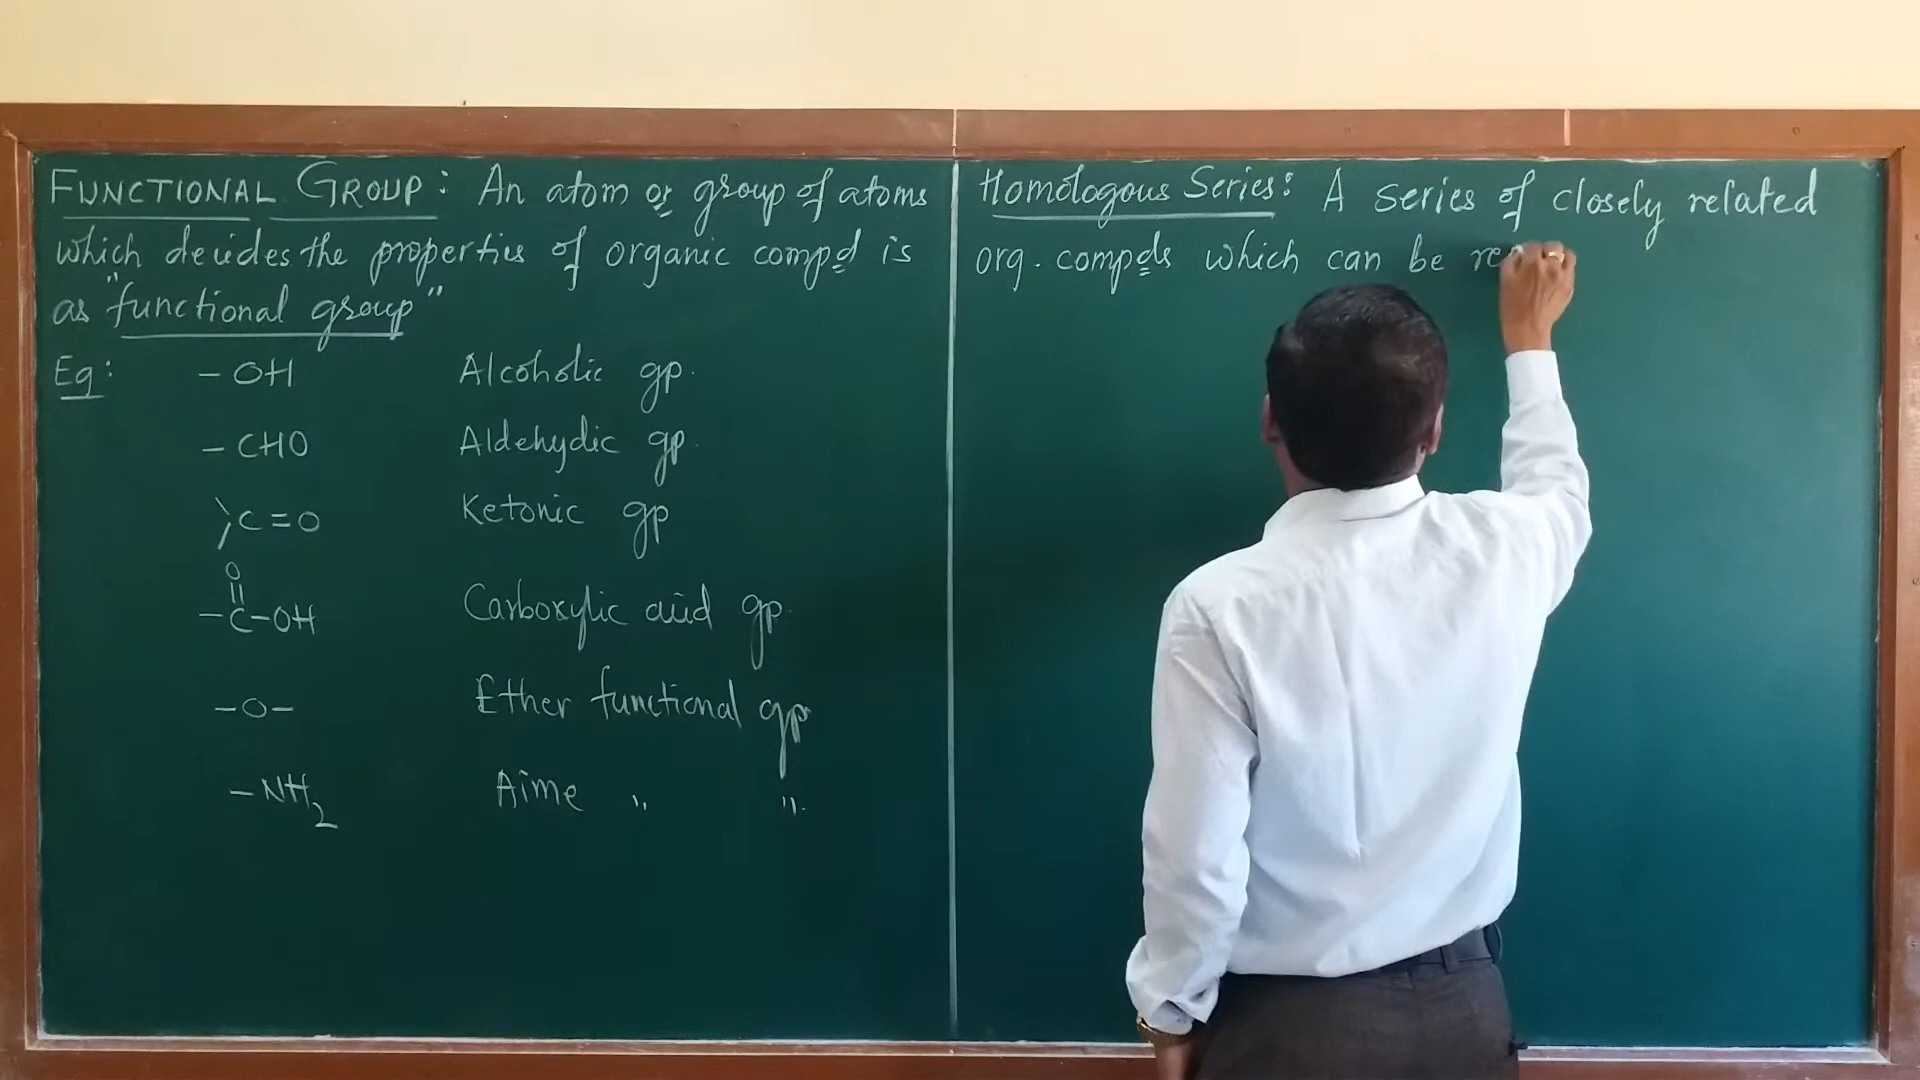 FUNCTIONAL GROUP: An atom or group of atoms
which decides the properties of organic compd is
as "functional group"
Eg: -OH Alcoholic gp.
-CHO Aldehydic gp.
>C=O Ketonic gp
O
||
-C-OH Carboxylic acid gp.
-O- Ether functional gp
-NH2 Aime " ".
Homologous Series: A series of closely related
org. compds which can be